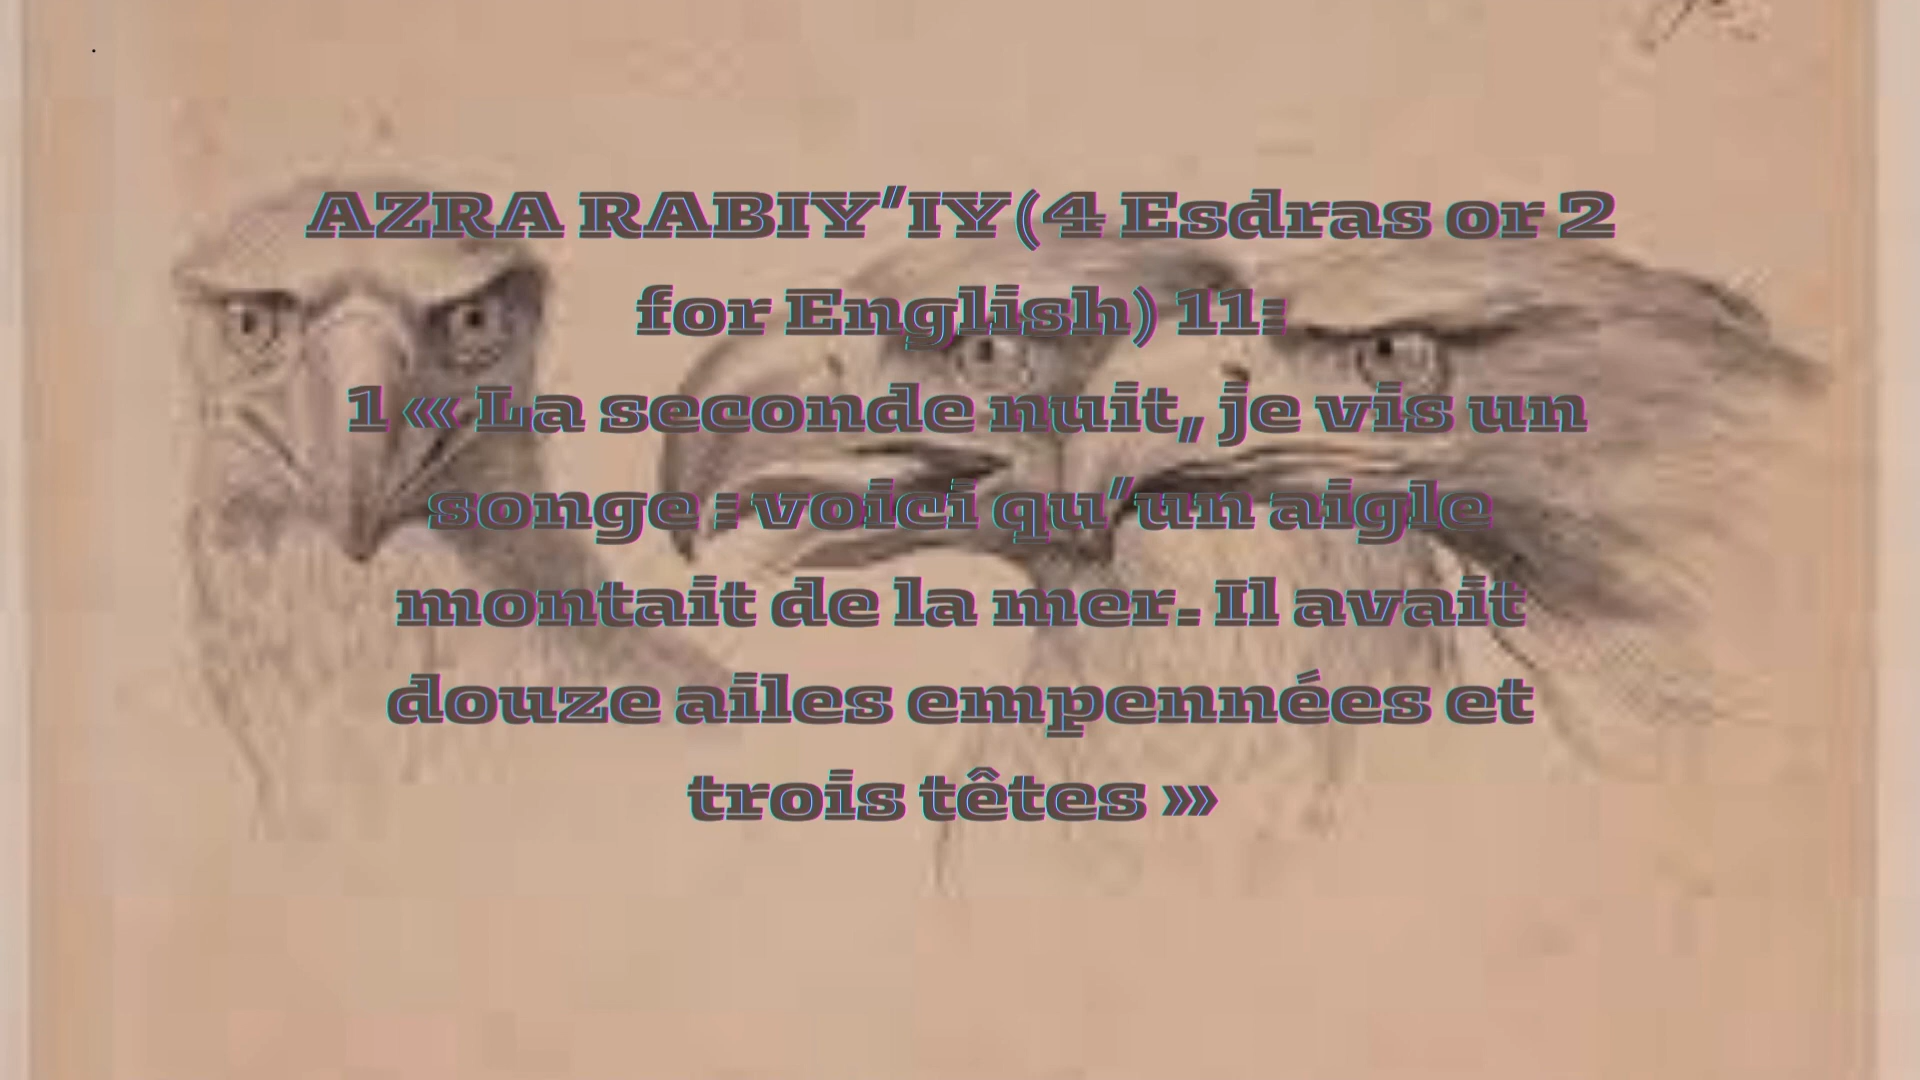 AZRA RABIY'IY(4 Esdras or 2
for English) 11:
1 « La seconde nuit, je vis un
songe : voici qu'un aigle
montait de la mer. Il avait
douze ailes empennées et
trois têtes »